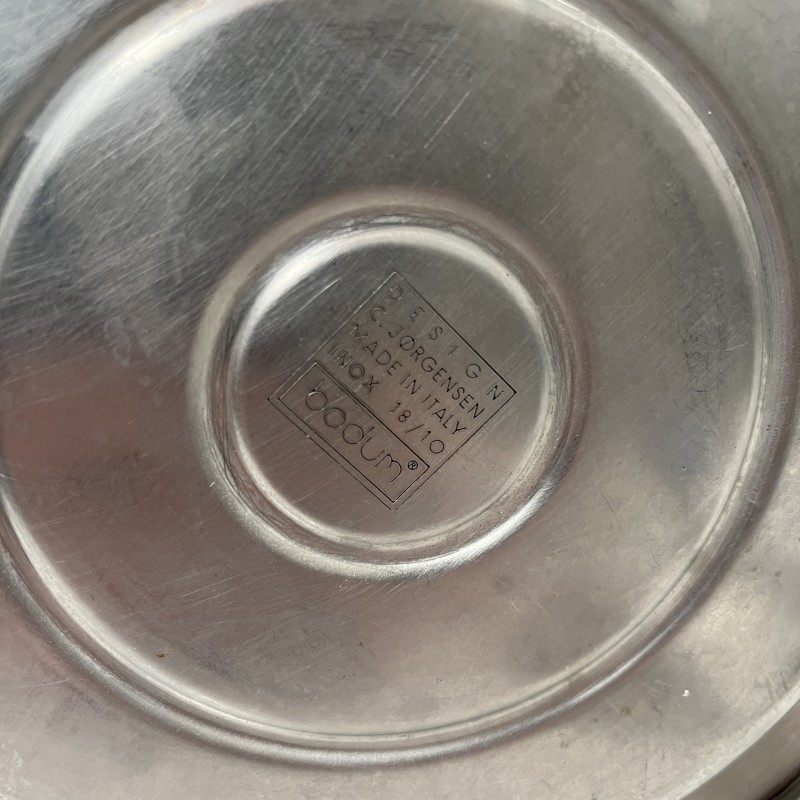 DESIGN
C. JØRGENSEN
MADE IN ITALY
INOX 18/10
bodum®